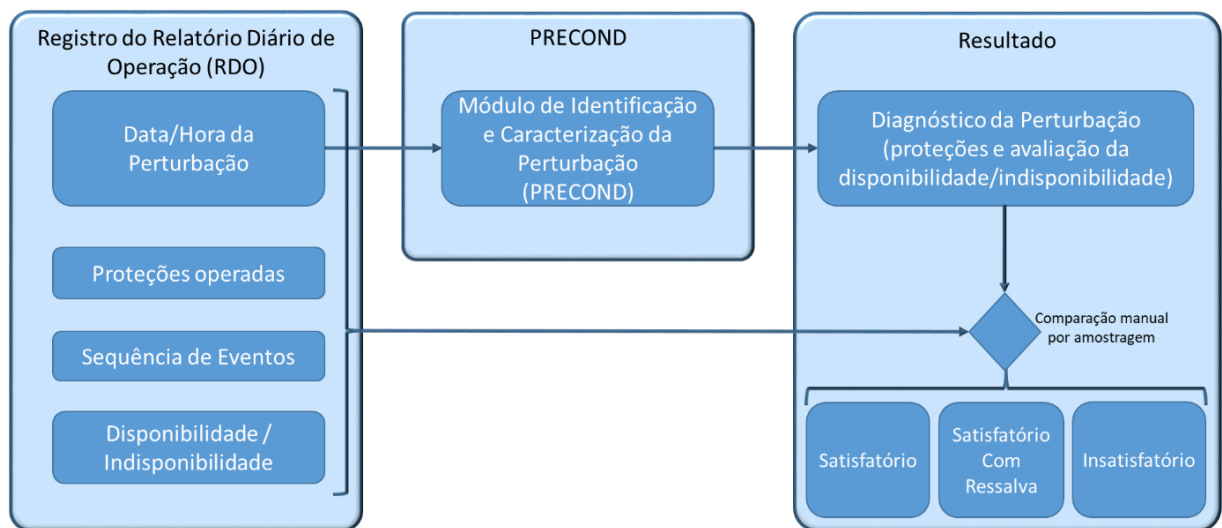 Registro do Relatório Diário de
Operação (RDO)
Data/Hora da
Perturbação
Proteções operadas
Sequência de Eventos
Disponibilidade /
Indisponibilidade
PRECOND
Módulo de Identificação
e Caracterização da
Perturbação
(PRECOND)
Resultado
Diagnóstico da Perturbação
(proteções e avaliação da
disponibilidade/indisponibilidade)
Comparação manual
por amostragem
Satisfatório
Satisfatório
Com
Ressalva
Insatisfatório